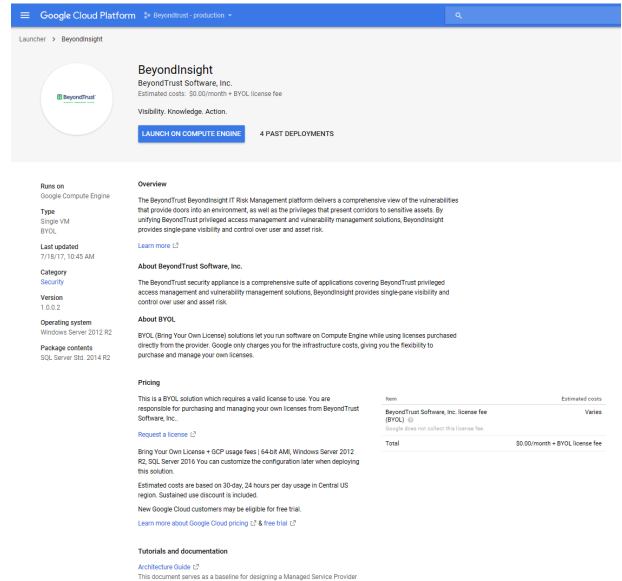 Google Cloud Platform
Beyondtrust - production
Launcher > BeyondInsight
BeyondTrust
BeyondInsight
BeyondTrust Software, Inc.
Estimated costs: $0.00/month + BYOL license fee
Visibility. Knowledge. Action.
LAUNCH ON COMPUTE ENGINE
4 PAST DEPLOYMENTS
Runs on
Google Compute Engine
Type
Single VM
BYOL
Last updated
7/18/17, 10:45 AM
Category
Security
Version
1.0.0.2
Operating system
Windows Server 2012 R2
Package contents
SQL Server Std. 2014 R2
Overview
The BeyondTrust BeyondInsight IT Risk Management platform delivers a comprehensive view of the vulnerabilities
that provide doors into an environment, as well as the privileges that present corridors to sensitive assets. By
unifying BeyondTrust privileged access management and vulnerability management solutions, BeyondInsight
provides single-pane visibility and control over user and asset risk.
Learn more
About BeyondTrust Software, Inc.
The BeyondTrust security appliance is a comprehensive suite of applications covering BeyondTrust privileged
access management and vulnerability management solutions, BeyondInsight provides single-pane visibility and
control over user and asset risk.
About BYOL
BYOL (Bring Your Own License) solutions let you run software on Compute Engine while using licenses purchased
directly from the provider. Google only charges you for the infrastructure costs, giving you the flexibility to
purchase and manage your own licenses.
Pricing
This is a BYOL solution which requires a valid license to use. You are
responsible for purchasing and managing your own licenses from BeyondTrust
Software, Inc..
Request a license
Bring Your Own License + GCP usage fees | 64-bit AMI, Windows Server 2012
R2, SQL Server 2016 You can customize the configuration later when deploying
this solution.
Estimated costs are based on 30-day, 24 hours per day usage in Central US
region. Sustained use discount is included.
New Google Cloud customers may be eligible for free trial.
Learn more about Google Cloud pricing & free trial
Item Estimated costs
BeyondTrust Software, Inc. license fee Varies
(BYOL)
Google does not collect this license fee.
Total $0.00/month + BYOL license fee
Tutorials and documentation
Architecture Guide
This document serves as a baseline for designing a Managed Service Provider